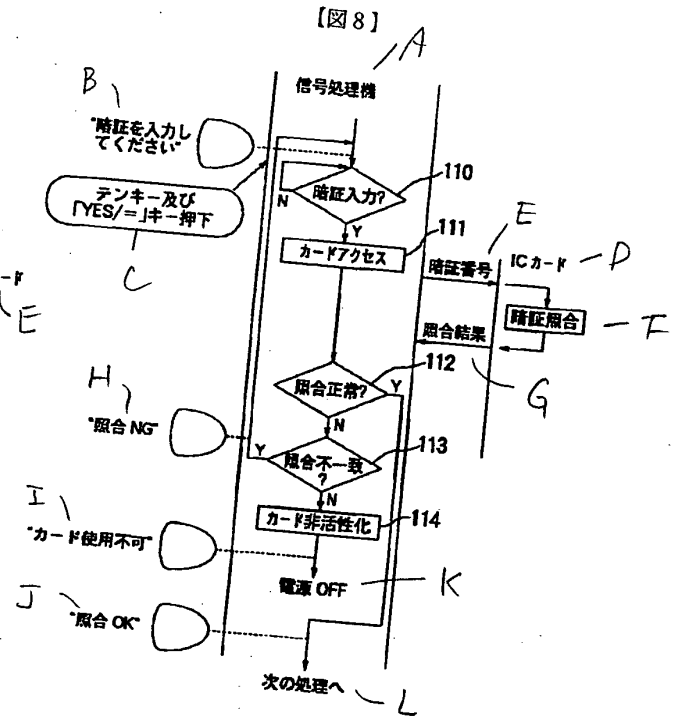 【図8】
A
信号処理機
B
"暗証を入力し
てください"
110
暗証入力?
N
Y
テンキー及び
「YES/=」キー押下
C
111
カードアクセス
E
暗証番号
ICカード
D
ード
E
暗証照合
F
照合結果
G
112
照合正常?
Y
N
H
"照合 NG"
113
照合不一致
?
Y
N
I
"カード使用不可"
カード非活性化
114
電源 OFF
K
J
"照合 OK"
次の処理へ
L